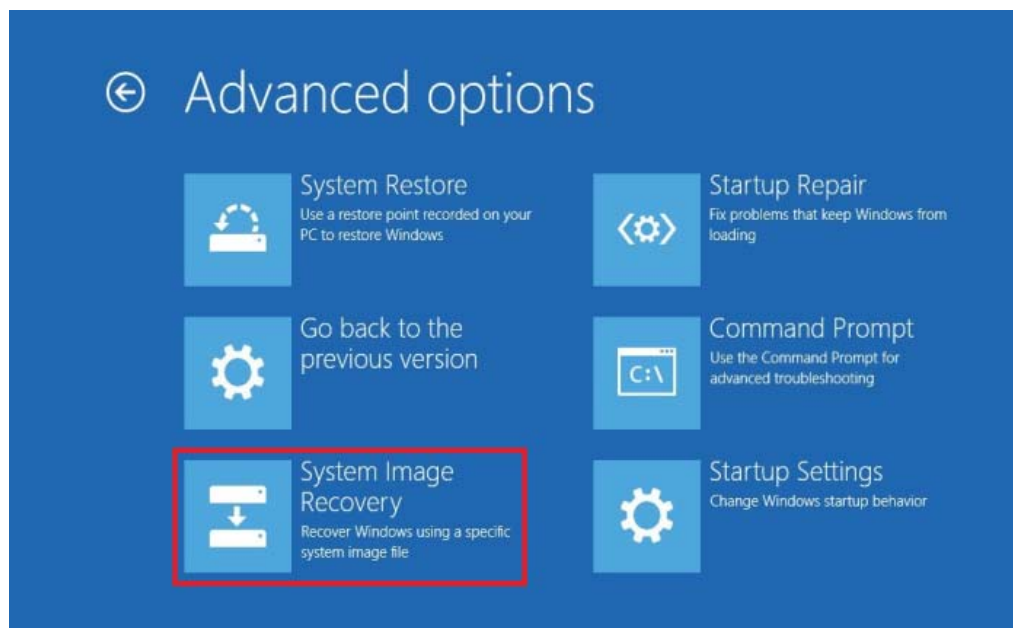 Advanced options
System Restore
Use a restore point recorded on your
PC to restore Windows
Go back to the
previous version
System Image
Recovery
Recover Windows using a specific
system image file
Startup Repair
Fix problems that keep Windows from
loading
Command Prompt
Use the Command Prompt for
advanced troubleshooting
C:\
Startup Settings
Change Windows startup behavior